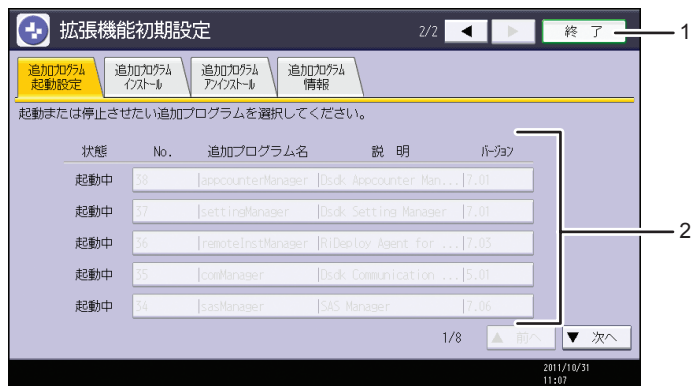 拡張機能初期設定 2/2 ◀ ▶ 終 了 1
追加プログラム 追加プログラム 追加プログラム 追加プログラム
起動設定 インストール アンインストール 情報
起動または停止させたい追加プログラムを選択してください。
状態 No. 追加プログラム名 説 明 バージョン
起動中 38 appcounterManager Dsdk Appcounter Man... 7.01
起動中 37 settingManager Dsdk Setting Manager 7.01
2
起動中 36 remoteInstManager RiDeploy Agent for ... 7.03
起動中 35 comManager Dsdk Communication ... 5.01
起動中 34 sasManager SAS Manager 7.06
1/8 ▲ 前へ ▼ 次へ
2011/10/31
11:07